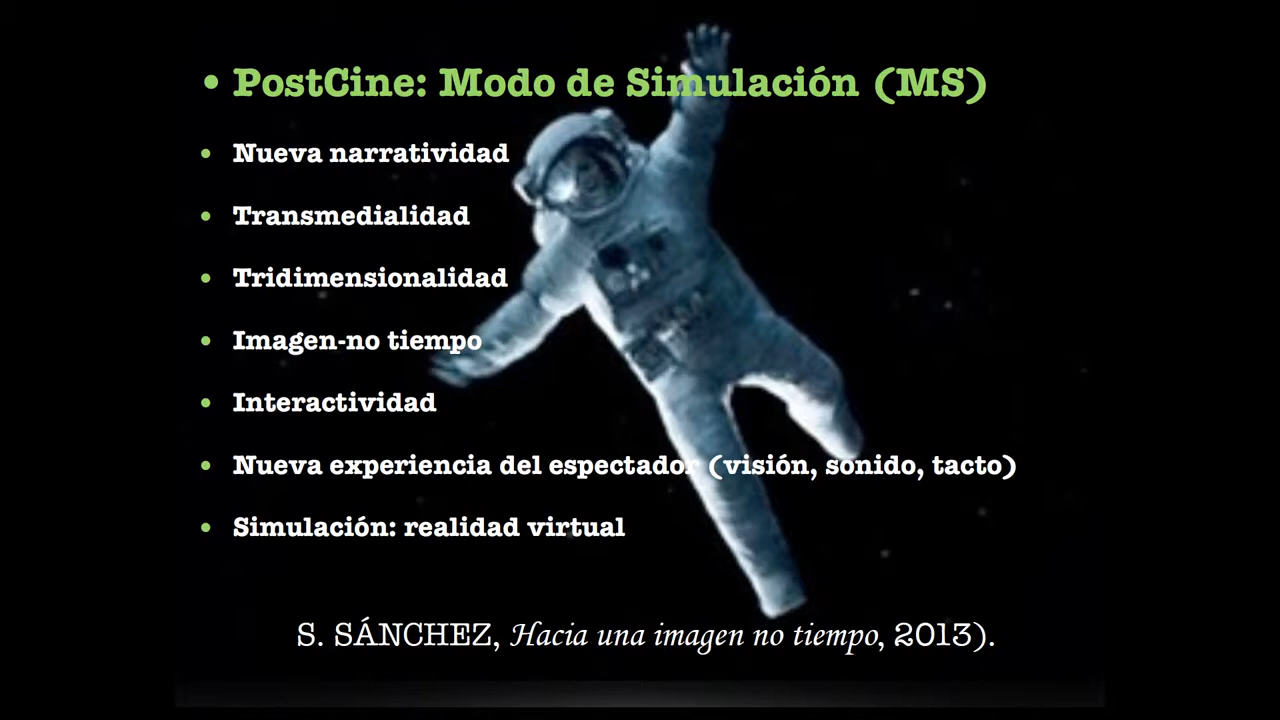 • PostCine: Modo de Simulación (MS)
• Nueva narratividad
• Transmedialidad
• Tridimensionalidad
• Imagen-no tiempo
• Interactividad
• Nueva experiencia del espectador (visión, sonido, tacto)
• Simulación: realidad virtual
S. SÁNCHEZ, Hacia una imagen no tiempo, 2013).